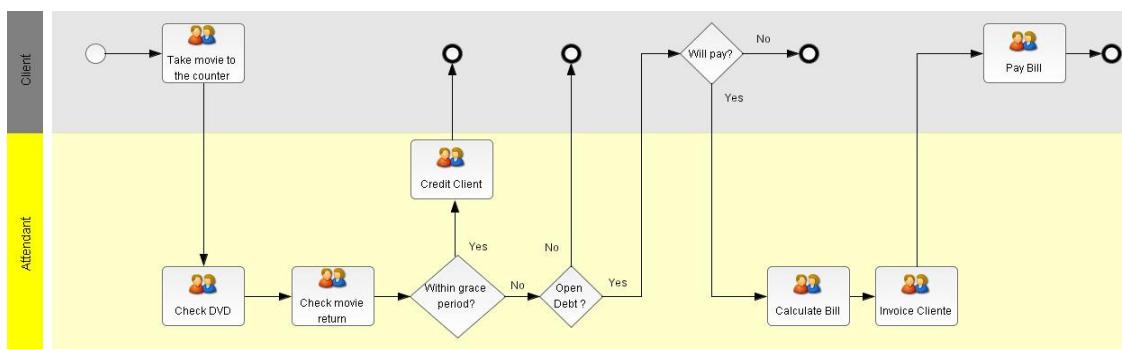 Client
Take movie to
the counter
Will pay?
No
Yes
Pay Bill
Attendant
Credit Client
Yes
No
Check DVD
Check movie
return
Within grace
period?
No
Open
Debt ?
Yes
Calculate Bill
Invoice Cliente